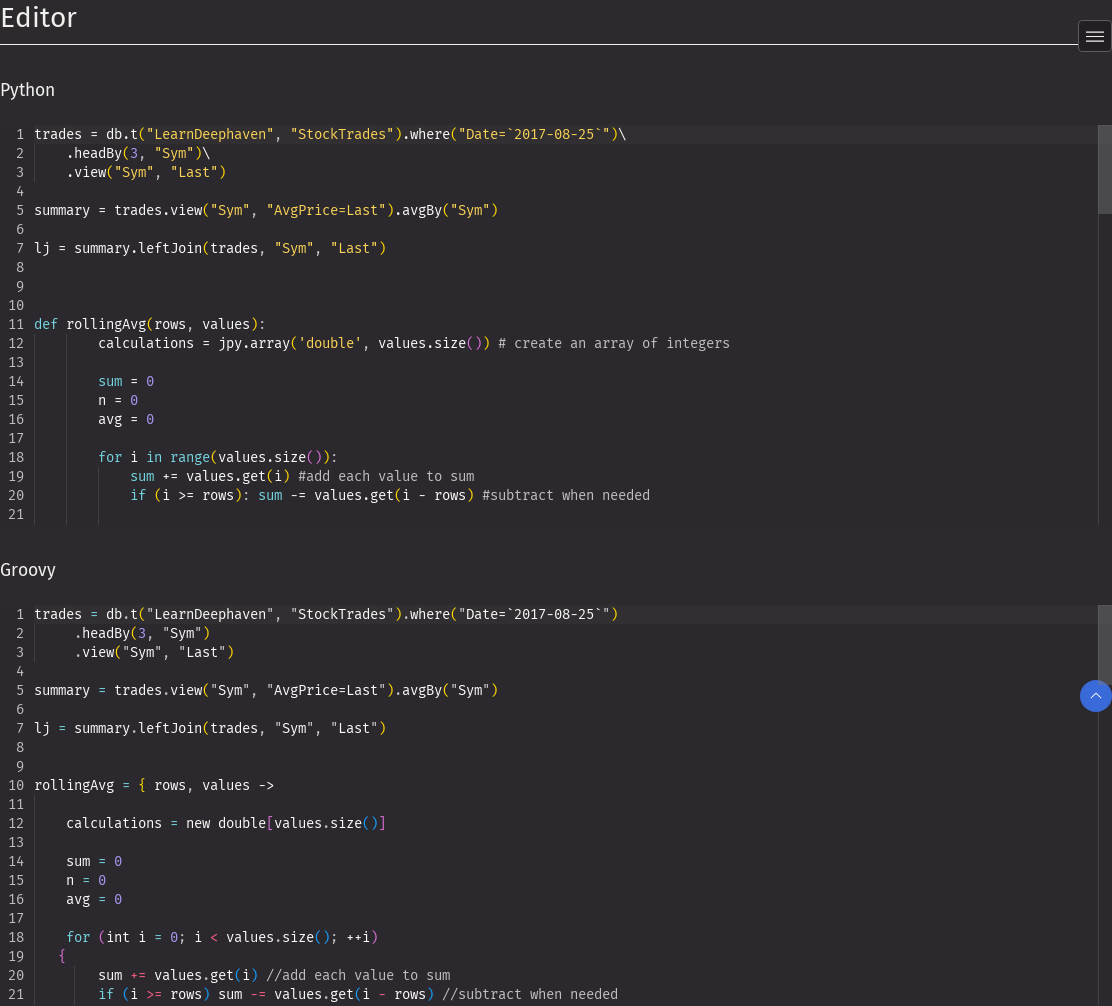 Editor
Python
1 trades = db.t("LearnDeephaven", "StockTrades").where("Date=`2017-08-25`")\
2     .headBy(3, "Sym")\
3     .view("Sym", "Last")
4
5 summary = trades.view("Sym", "AvgPrice=Last").avgBy("Sym")
6
7 lj = summary.leftJoin(trades, "Sym", "Last")
8
9
10
11 def rollingAvg(rows, values):
12         calculations = jpy.array('double', values.size()) # create an array of integers
13
14         sum = 0
15         n = 0
16         avg = 0
17
18         for i in range(values.size()):
19             sum += values.get(i) #add each value to sum
20             if (i >= rows): sum -= values.get(i - rows) #subtract when needed
21
Groovy
1 trades = db.t("LearnDeephaven", "StockTrades").where("Date=`2017-08-25`")
2      .headBy(3, "Sym")
3      .view("Sym", "Last")
4
5 summary = trades.view("Sym", "AvgPrice=Last").avgBy("Sym")
6
7 lj = summary.leftJoin(trades, "Sym", "Last")
8
9
10 rollingAvg = { rows, values ->
11
12     calculations = new double[values.size()]
13
14     sum = 0
15     n = 0
16     avg = 0
17
18     for (int i = 0; i < values.size(); ++i)
19    {
20         sum += values.get(i) //add each value to sum
21         if (i >= rows) sum -= values.get(i - rows) //subtract when needed